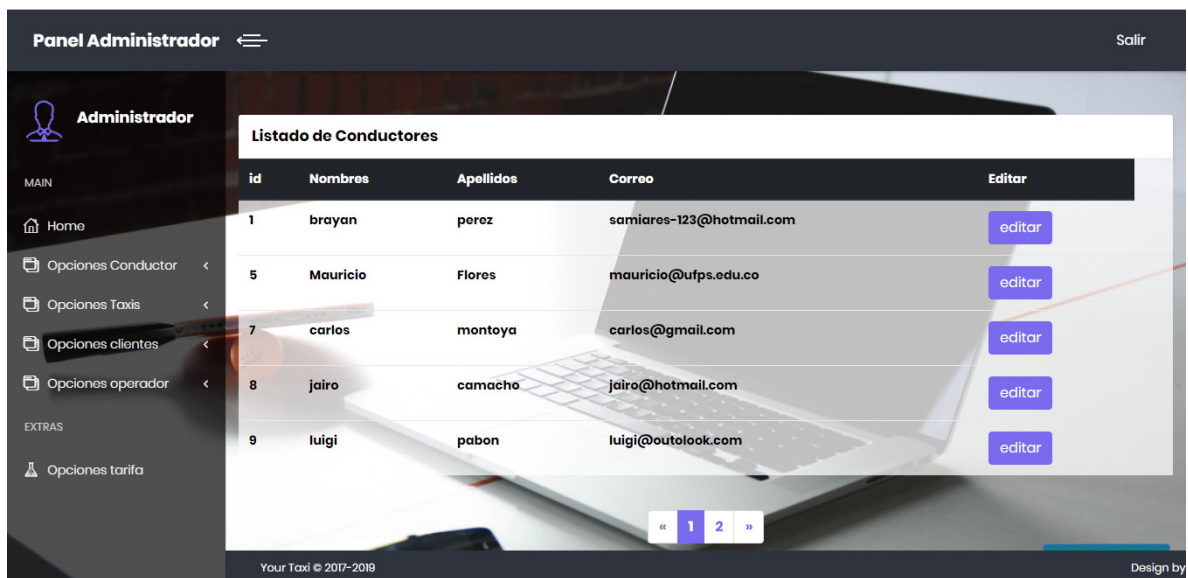 Panel Administrador
Salir
Administrador
MAIN
Home
Opciones Conductor
Opciones Taxis
Opciones clientes
Opciones operador
EXTRAS
Opciones tarifa
Listado de Conductores
id Nombres Apellidos Correo Editar
1 brayan perez samiares-123@hotmail.com editar
5 Mauricio Flores mauricio@ufps.edu.co editar
7 carlos montoya carlos@gmail.com editar
8 jairo camacho jairo@hotmail.com editar
9 luigi pabon luigi@outolook.com editar
« 1 2 »
Your Taxi © 2017-2019
Design by